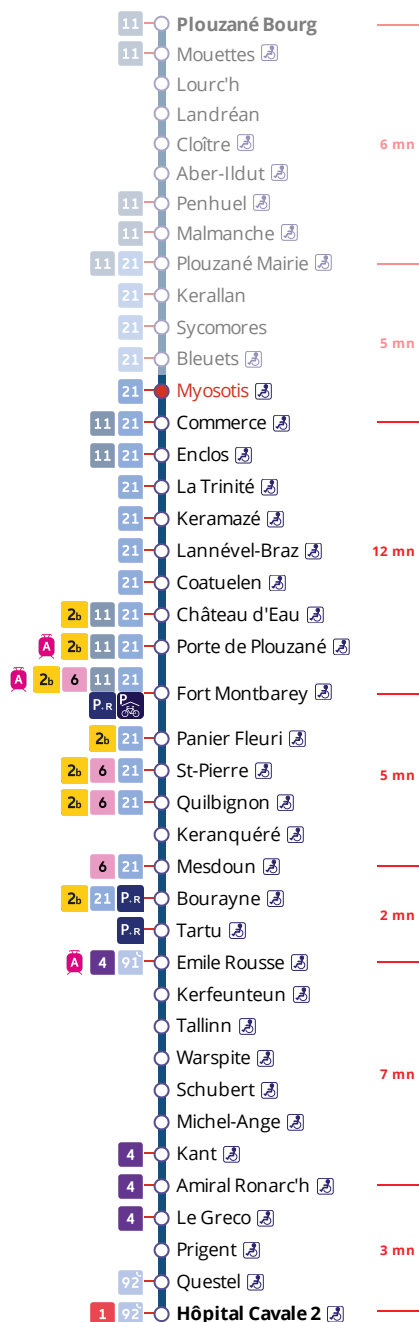 11 Plouzané Bourg
11 Mouettes
Lourc'h
Landréan
Cloître
6 mn
Aber-Ildut
11 Penhuel
11 Malmanche
11 21 Plouzané Mairie
21 Kerallan
21 Sycomores
5 mn
21 Bleuets
21 Myosotis
11 21 Commerce
11 21 Enclos
21 La Trinité
21 Keramazé
21 Lannével-Braz
12 mn
21 Coatuelen
2b 11 21 Château d'Eau
A 2b 11 21 Porte de Plouzané
A 2b 6 11 21
P+R P Fort Montbarey
2b 21 Panier Fleuri
2b 6 21 St-Pierre
5 mn
2b 6 21 Quilbignon
Keranquéré
6 21 Mesdoun
2b 21 P+R Bourayne
2 mn
P+R Tartu
A 4 91 Emile Rousse
Kerfeunteun
Tallinn
Warspite
7 mn
Schubert
Michel-Ange
4 Kant
4 Amiral Ronarc'h
4 Le Greco
Prigent
3 mn
92 Questel
1 92 Hôpital Cavale 2